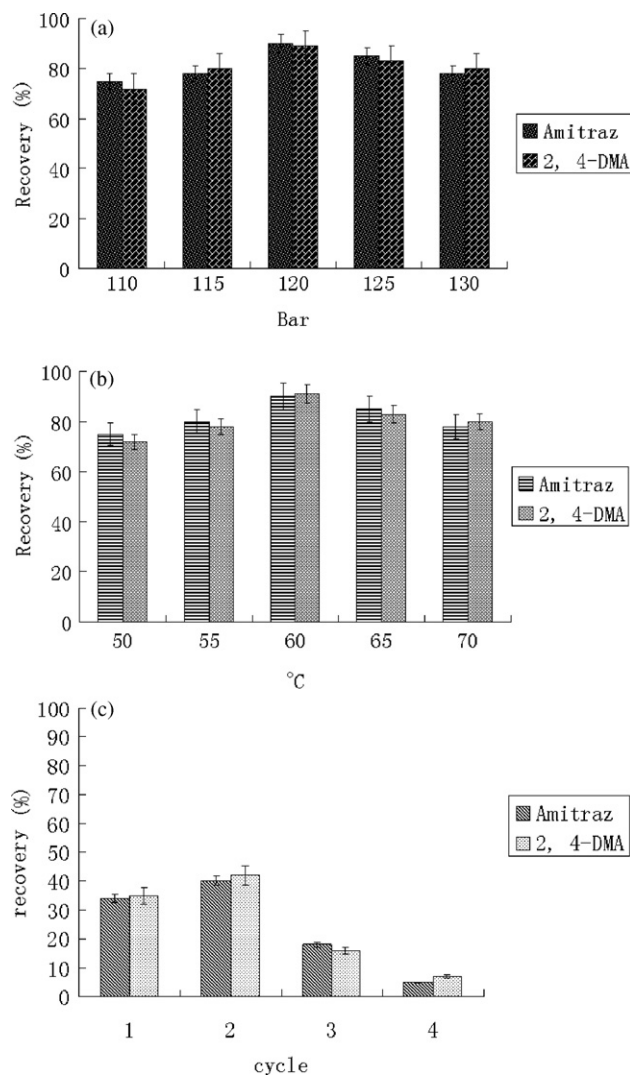 (a)
100
80
60
40
20
0
Recovery (%)
110 115 120 125 130
Bar
Amitraz
2, 4-DMA
(b)
100
80
60
40
20
0
Recovery (%)
50 55 60 65 70
℃
Amitraz
2, 4-DMA
(c)
100
90
80
70
60
50
40
30
20
10
0
recovery (%)
1 2 3 4
cycle
Amitraz
2, 4-DMA